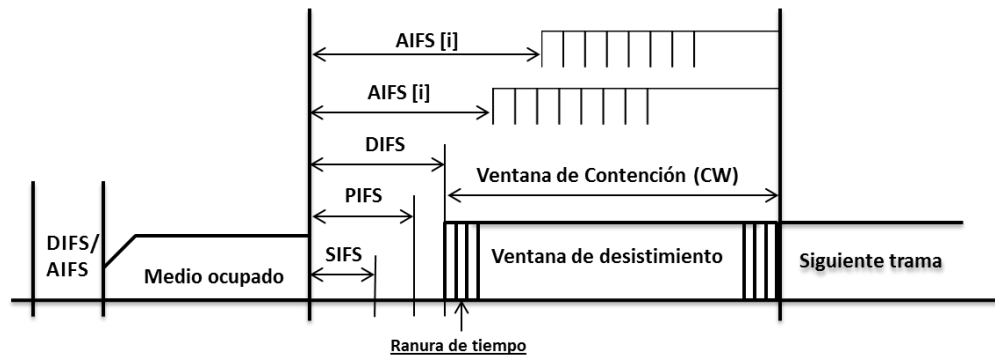 AIFS [i]
AIFS [i]
DIFS
Ventana de Contención (CW)
PIFS
DIFS/
AIFS
SIFS
Medio ocupado
Ventana de desistimiento
Siguiente trama
Ranura de tiempo